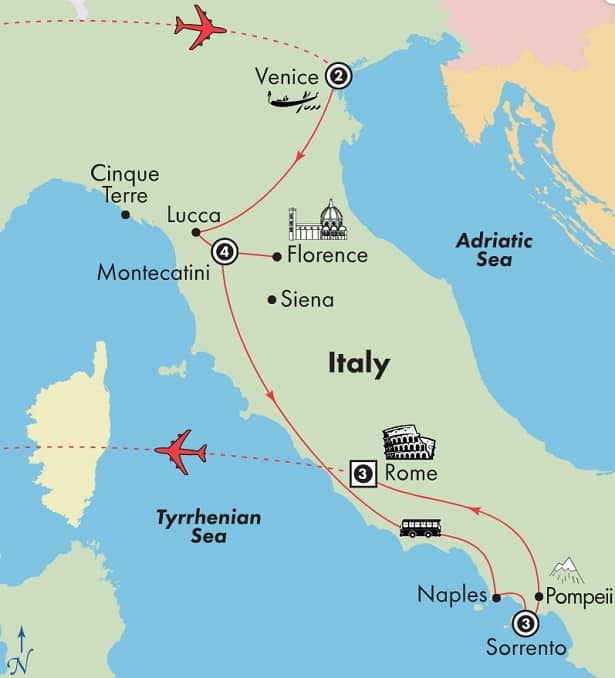 Venice
2
Cinque
Terre
Lucca
4
Florence
Montecatini
Adriatic
Sea
Siena
Italy
3
Rome
Tyrrhenian
Sea
Naples
Pompeii
3
Sorrento
N